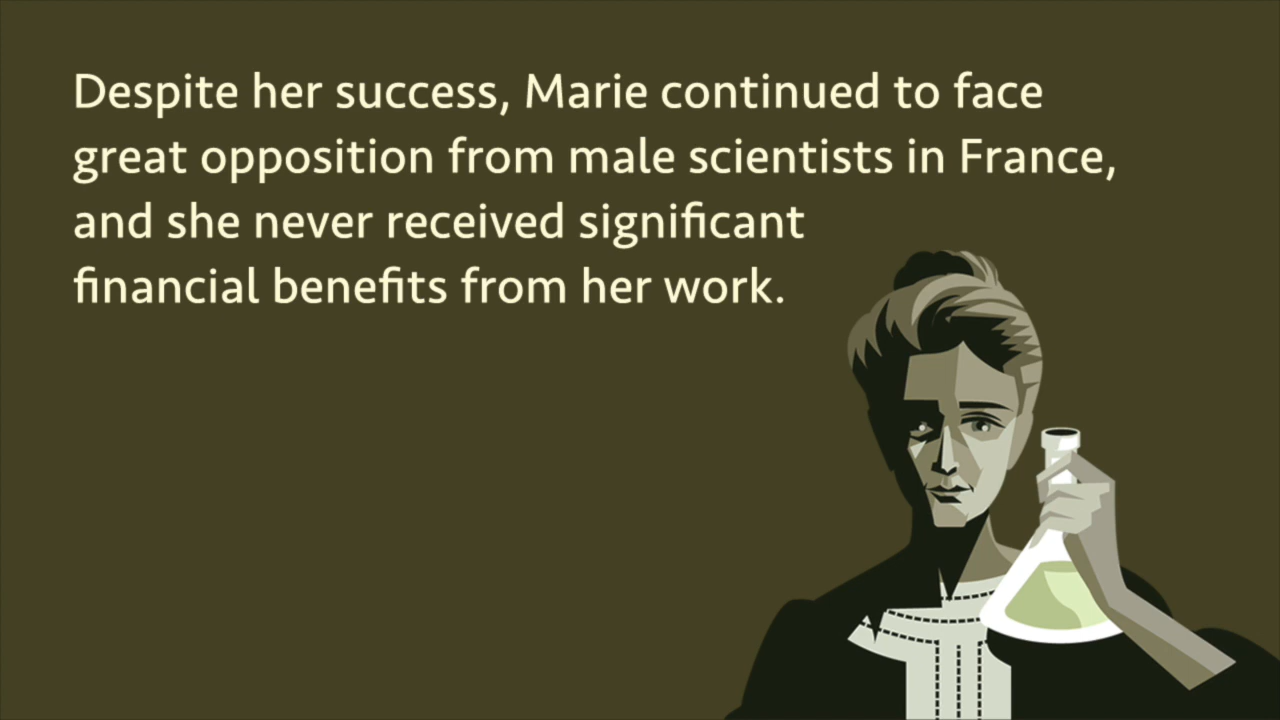 Despite her success, Marie continued to face
great opposition from male scientists in France,
and she never received significant
financial benefits from her work.